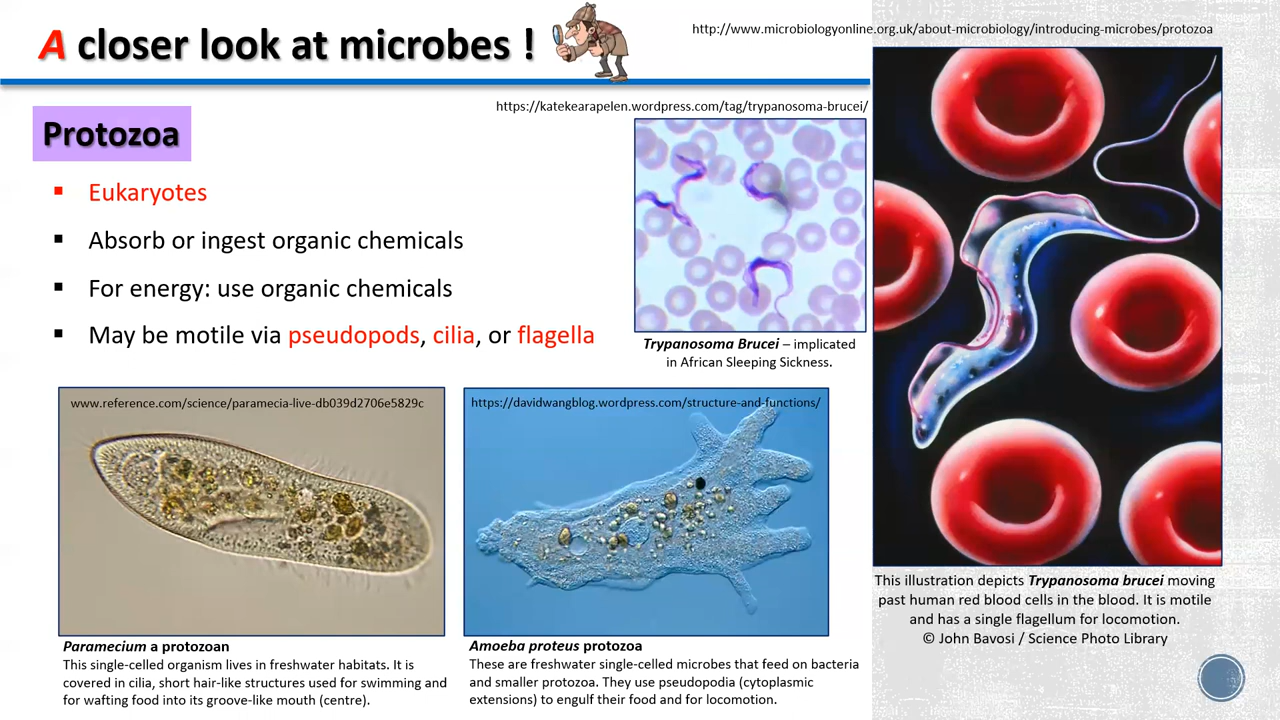 A closer look at microbes !
http://www.microbiologyonline.org.uk/about-microbiology/introducing-microbes/protozoa
https://katekearapelen.wordpress.com/tag/trypanosoma-brucei/
Protozoa
Eukaryotes
Absorb or ingest organic chemicals
For energy: use organic chemicals
May be motile via pseudopods, cilia, or flagella
Trypanosoma Brucei – implicated
in African Sleeping Sickness.
www.reference.com/science/paramecia-live-db039d2706e5829c
https://davidwangblog.wordpress.com/structure-and-functions/
Paramecium a protozoan
This single-celled organism lives in freshwater habitats. It is
covered in cilia, short hair-like structures used for swimming and
for wafting food into its groove-like mouth (centre).
Amoeba proteus protozoa
These are freshwater single-celled microbes that feed on bacteria
and smaller protozoa. They use pseudopodia (cytoplasmic
extensions) to engulf their food and for locomotion.
This illustration depicts Trypanosoma brucei moving
past human red blood cells in the blood. It is motile
and has a single flagellum for locomotion.
© John Bavosi / Science Photo Library